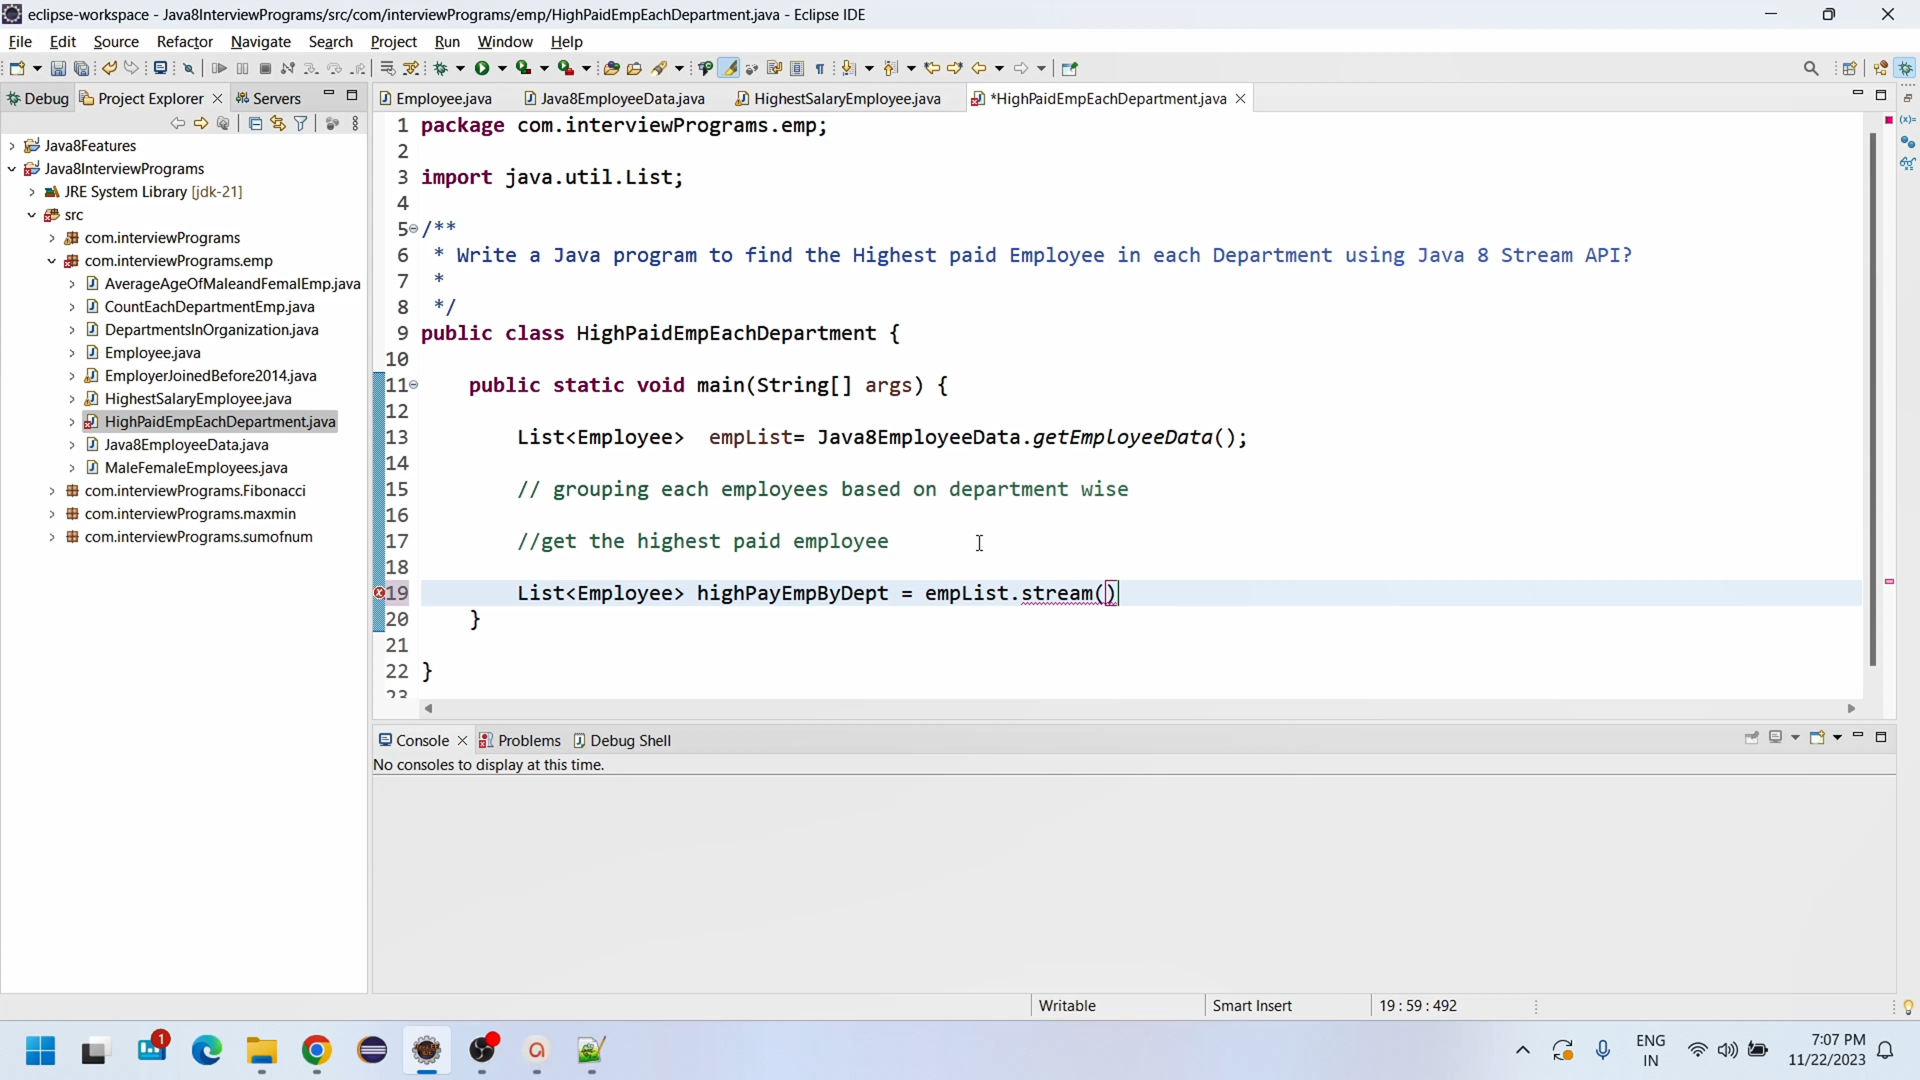 eclipse-workspace - Java8InterviewPrograms/src/com/interviewPrograms/emp/HighPaidEmpEachDepartment.java - Eclipse IDE
File Edit Source Refactor Navigate Search Project Run Window Help
Debug Project Explorer Servers
Employee.java Java8EmployeeData.java HighestSalaryEmployee.java *HighPaidEmpEachDepartment.java
Java8Features
Java8InterviewPrograms
JRE System Library [jdk-21]
src
com.interviewPrograms
com.interviewPrograms.emp
AverageAgeOfMaleandFemalEmp.java
CountEachDepartmentEmp.java
DepartmentsInOrganization.java
Employee.java
EmployerJoinedBefore2014.java
HighestSalaryEmployee.java
HighPaidEmpEachDepartment.java
Java8EmployeeData.java
MaleFemaleEmployees.java
com.interviewPrograms.Fibonacci
com.interviewPrograms.maxmin
com.interviewPrograms.sumofnum
1 package com.interviewPrograms.emp;
2
3 import java.util.List;
4
5 /**
6 * Write a Java program to find the Highest paid Employee in each Department using Java 8 Stream API?
7 *
8 */
9 public class HighPaidEmpEachDepartment {
10
11 public static void main(String[] args) {
12
13 List<Employee> empList= Java8EmployeeData.getEmployeeData();
14
15 // grouping each employees based on department wise
16
17 //get the highest paid employee
18
19 List<Employee> highPayEmpByDept = empList.stream()
20 }
21
22 }
23
Console Problems Debug Shell
No consoles to display at this time.
Writable Smart Insert 19 : 59 : 492
1
ENG
IN
7:07 PM
11/22/2023